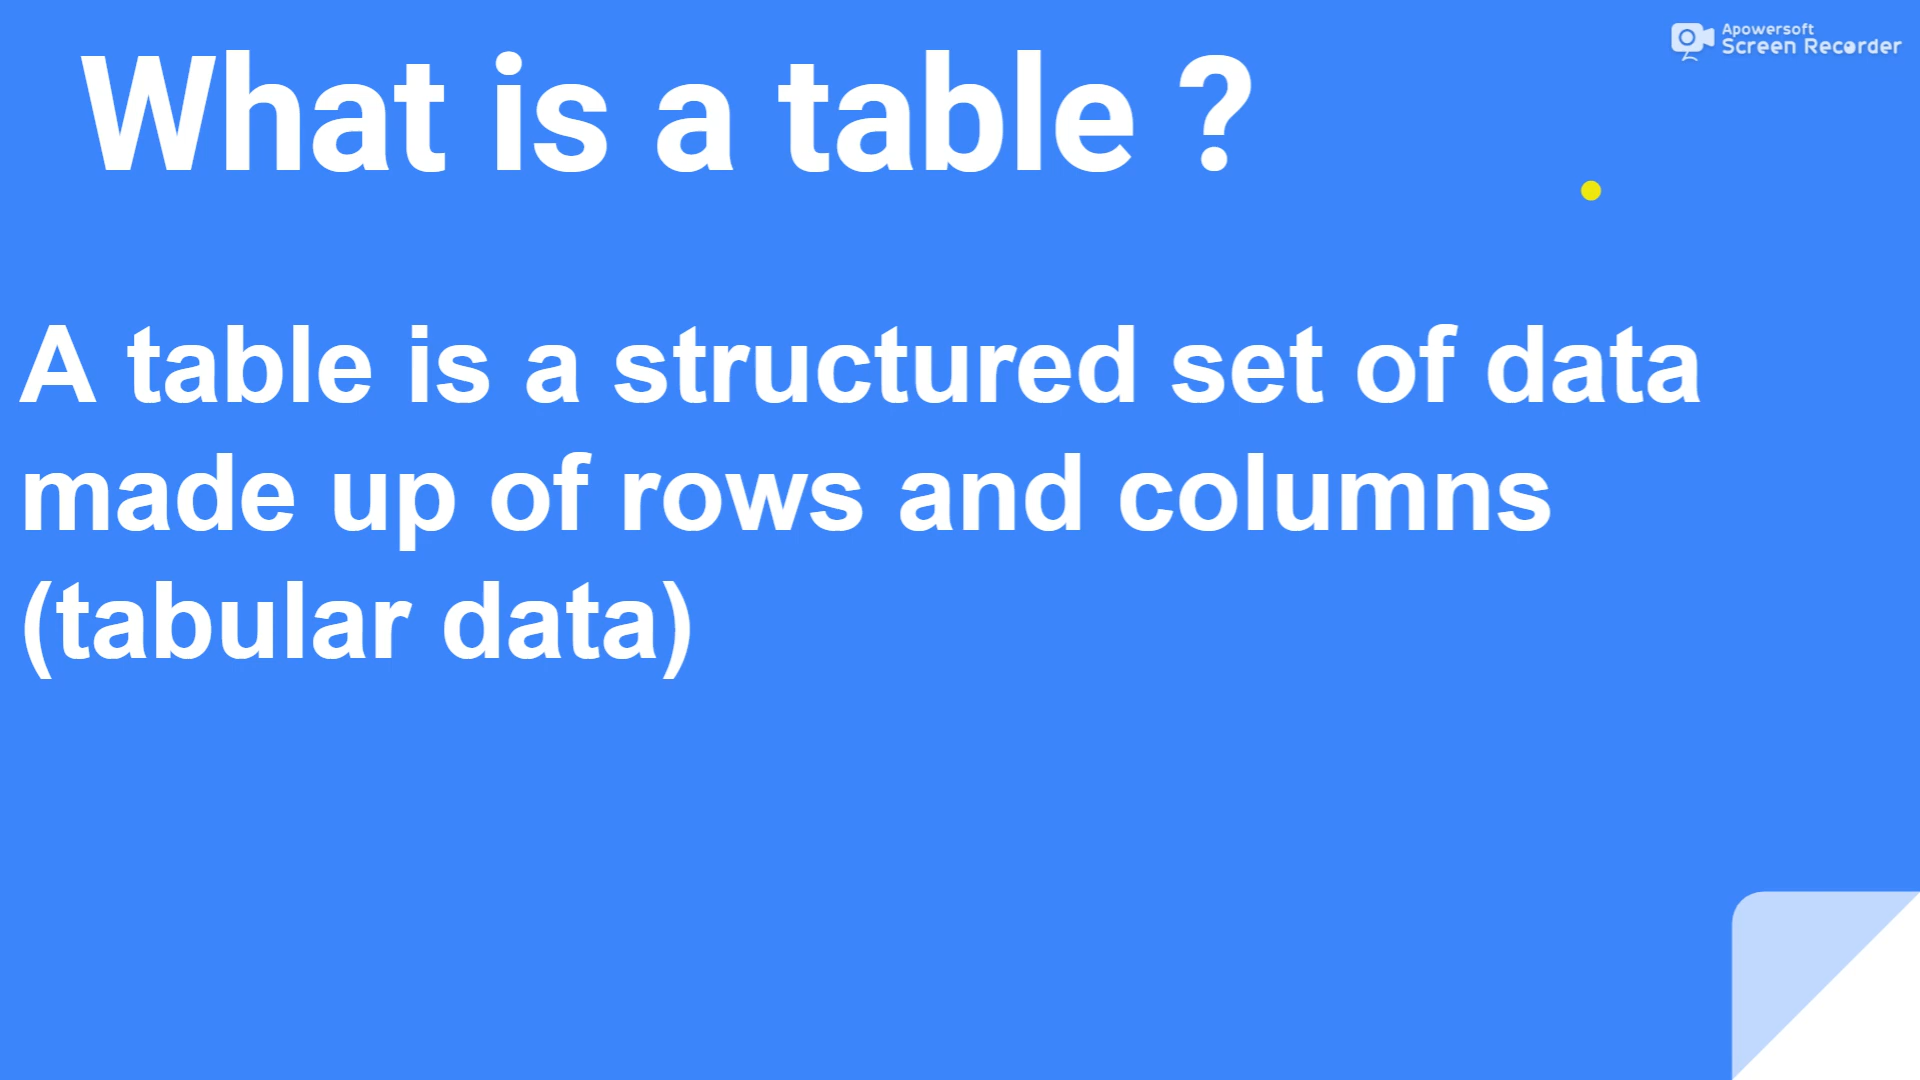 Apowersoft
Screen Recorder
What is a table ?
A table is a structured set of data
made up of rows and columns
(tabular data)